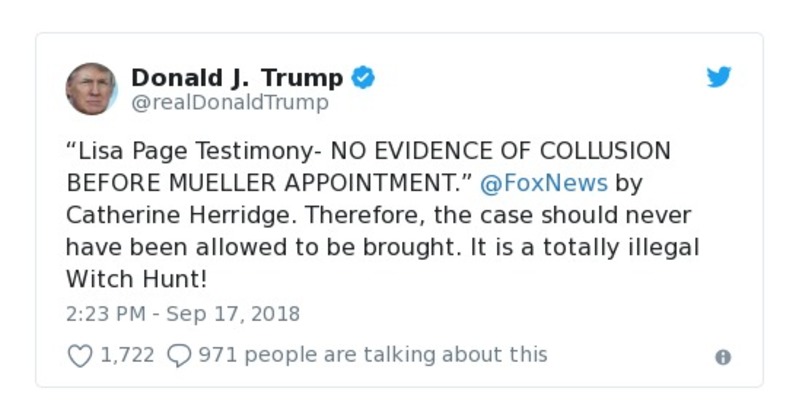 Donald J. Trump
@realDonaldTrump
“Lisa Page Testimony- NO EVIDENCE OF COLLUSION
BEFORE MUELLER APPOINTMENT.” @FoxNews by
Catherine Herridge. Therefore, the case should never
have been allowed to be brought. It is a totally illegal
Witch Hunt!
2:23 PM - Sep 17, 2018
1,722 971 people are talking about this